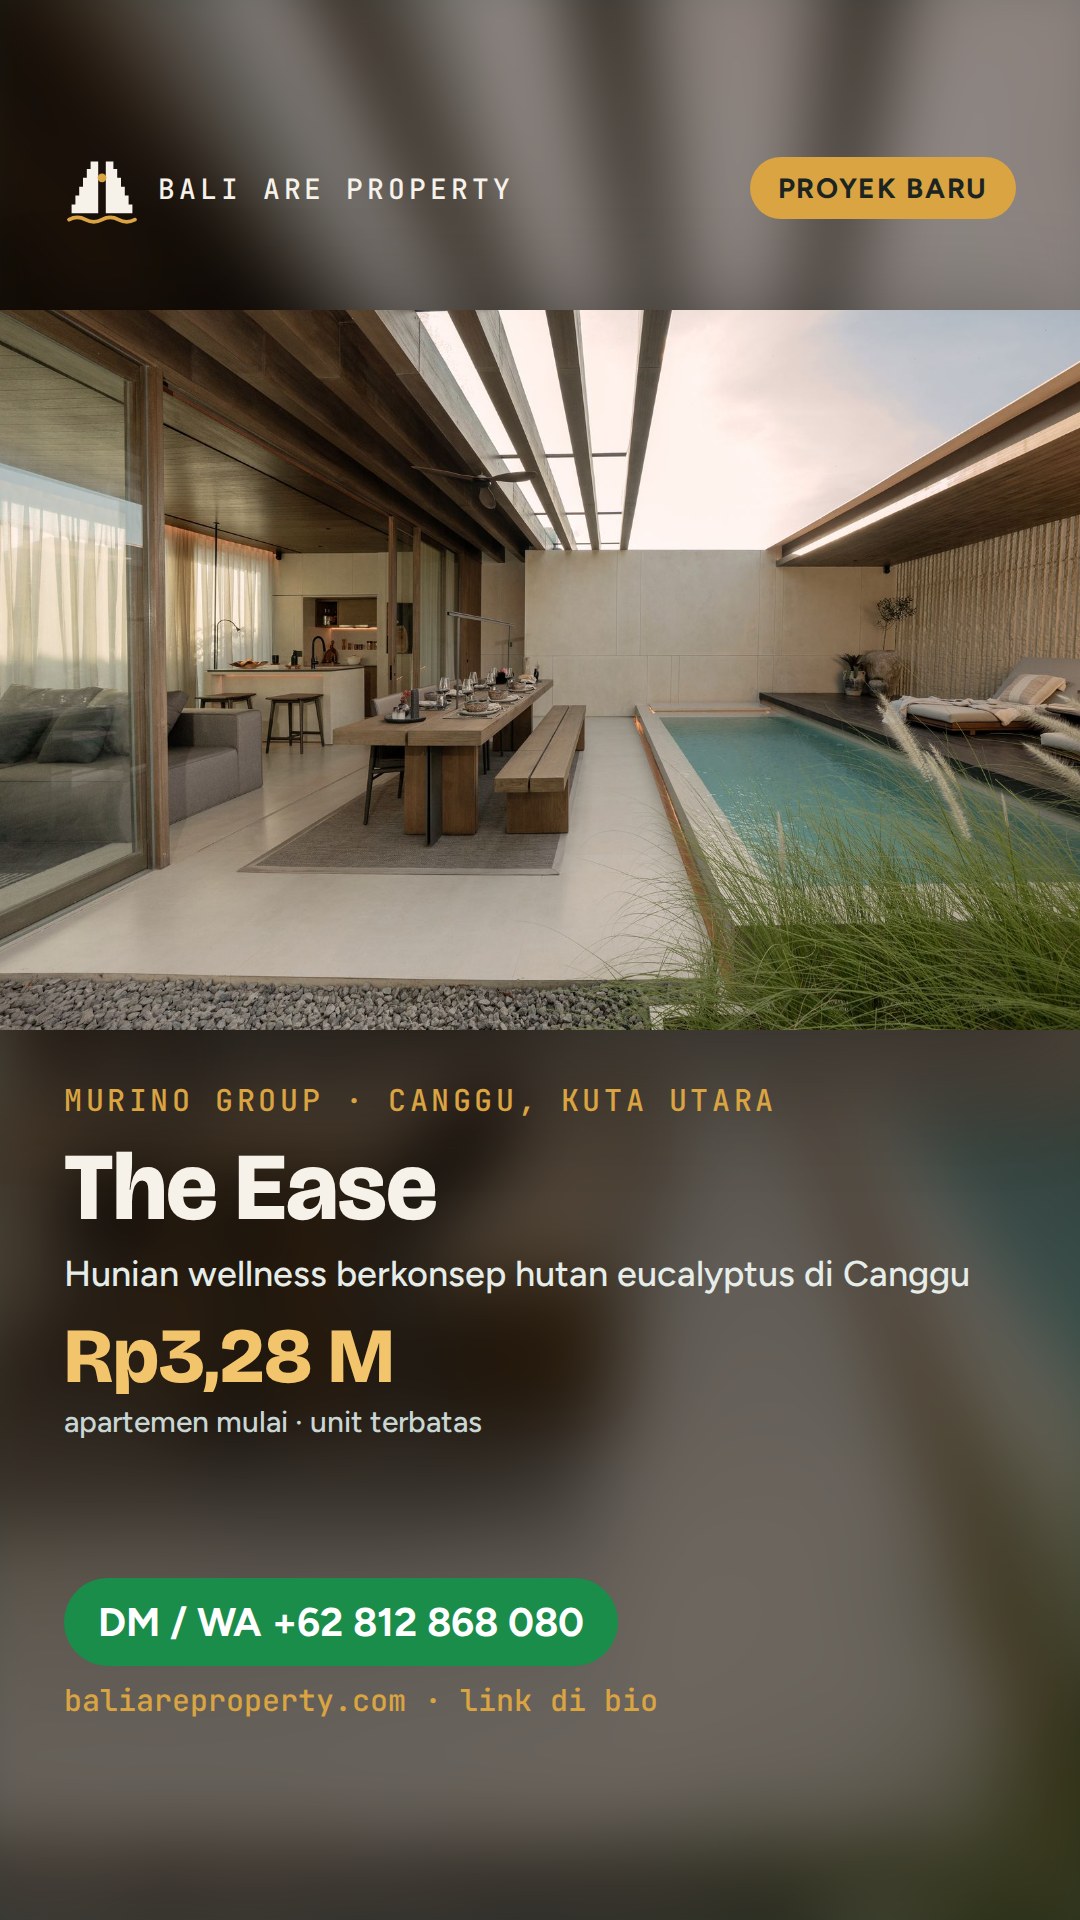 BALI ARE PROPERTY
PROYEK BARU
MURINO GROUP · CANGGU, KUTA UTARA
The Ease
Hunian wellness berkonsep hutan eucalyptus di Canggu
Rp3,28 M
apartemen mulai · unit terbatas
DM / WA +62 812 868 080
baliareproperty.com · link di bio